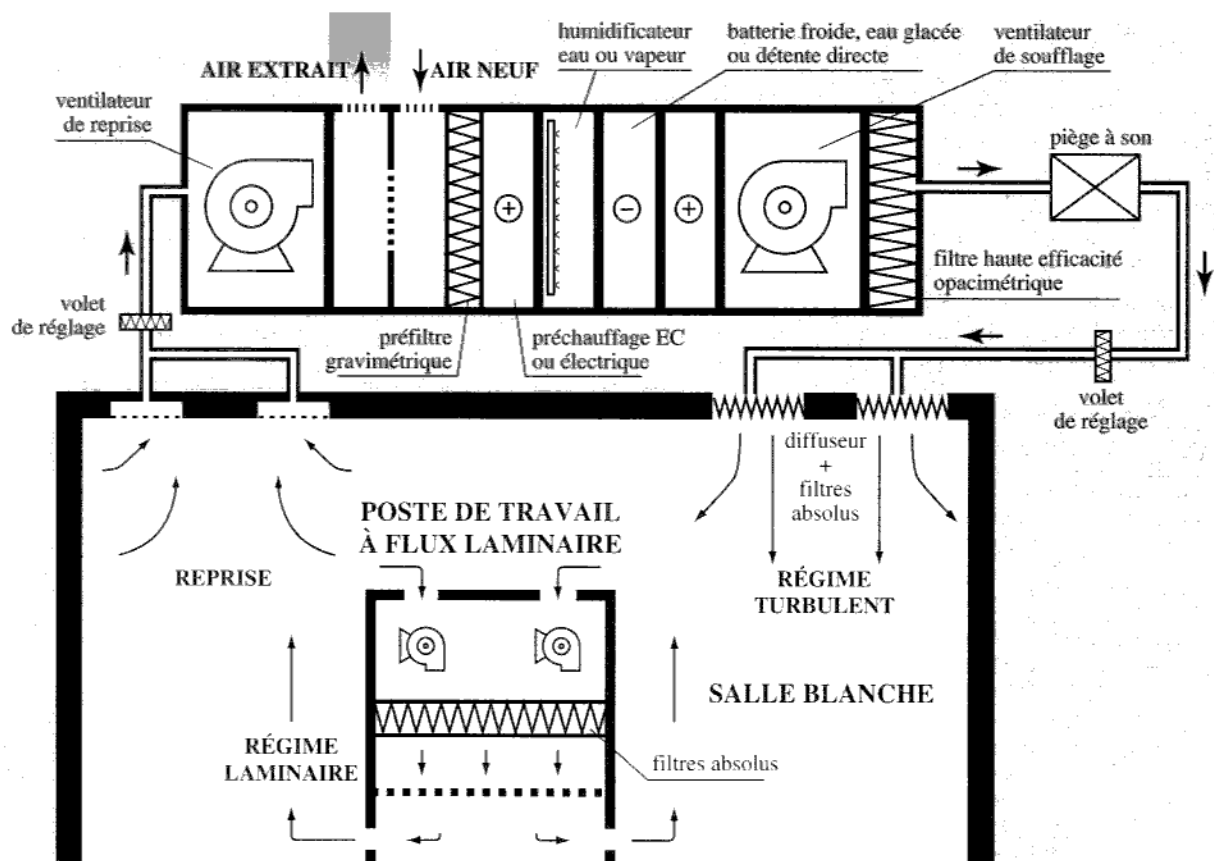 humidificateur
eau ou vapeur
batterie froide, eau glacée
ou détente directe
ventilateur
de soufflage
AIR EXTRAIT
AIR NEUF
ventilateur
de reprise
piège à son
filtre haute efficacité
opacimétrique
volet
de réglage
préfiltre
gravimétrique
préchauffage EC
ou électrique
volet
de réglage
diffuseur
+
filtres
absolus
POSTE DE TRAVAIL
À FLUX LAMINAIRE
REPRISE
RÉGIME
TURBULENT
SALLE BLANCHE
RÉGIME
LAMINAIRE
filtres absolus